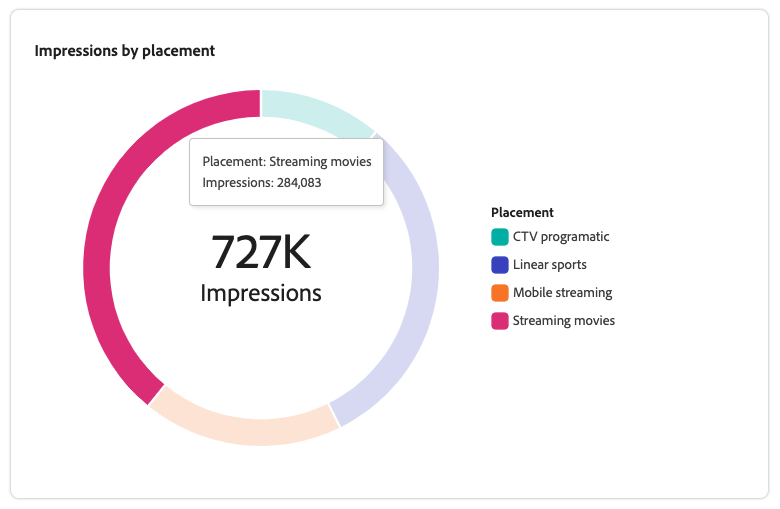 Impressions by placement
Placement: Streaming movies
Impressions: 284,083
727K
Impressions
Placement
CTV programatic
Linear sports
Mobile streaming
Streaming movies